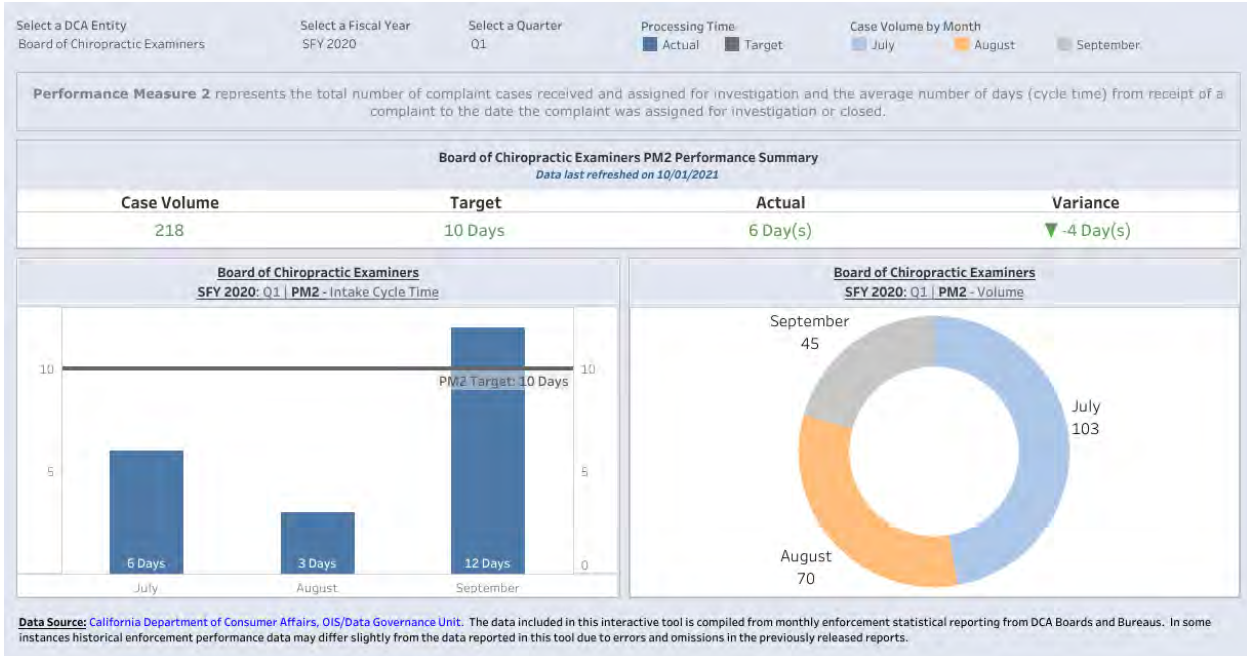 Select a DCA Entity Select a Fiscal Year Select a Quarter Processing Time Case Volume by Month
Board of Chiropractic Examiners SFY 2020 Q1 Actual Target July August September
Performance Measure 2 represents the total number of complaint cases received and assigned for investigation and the average number of days (cycle time) from receipt of a
complaint to the date the complaint was assigned for investigation or closed.
Board of Chiropractic Examiners PM2 Performance Summary
Data last refreshed on 10/01/2021
Case Volume Target Actual Variance
218 10 Days 6 Day(s) ▼ -4 Day(s)
Board of Chiropractic Examiners
SFY 2020: Q1 | PM2 - Intake Cycle Time
10 10
PM2 Target: 10 Days
5 5
6 Days 3 Days 12 Days 0
July August September
Board of Chiropractic Examiners
SFY 2020: Q1 | PM2 - Volume
September
45
July
103
August
70
Data Source: California Department of Consumer Affairs, OIS/Data Governance Unit. The data included in this interactive tool is compiled from monthly enforcement statistical reporting from DCA Boards and Bureaus. In some
instances historical enforcement performance data may differ slightly from the data reported in this tool due to errors and omissions in the previously released reports.